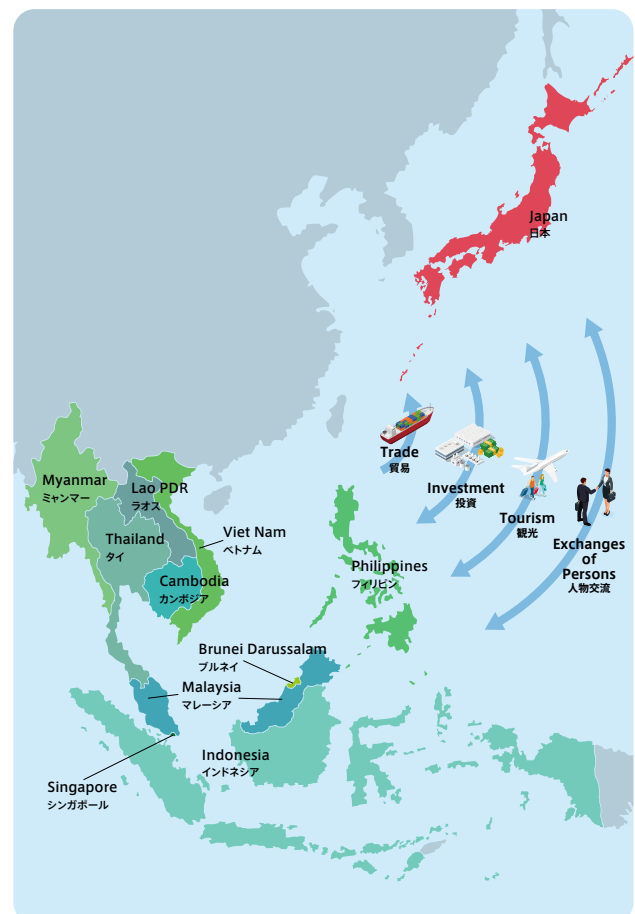 Japan
日本
Trade
貿易
Investment
投資
Tourism
観光
Exchanges
of
Persons
人物交流
Myanmar
ミャンマー
Lao PDR
ラオス
Thailand
タイ
Viet Nam
ベトナム
Cambodia
カンボジア
Philippines
フィリピン
Brunei Darussalam
ブルネイ
Malaysia
マレーシア
Indonesia
インドネシア
Singapore
シンガポール